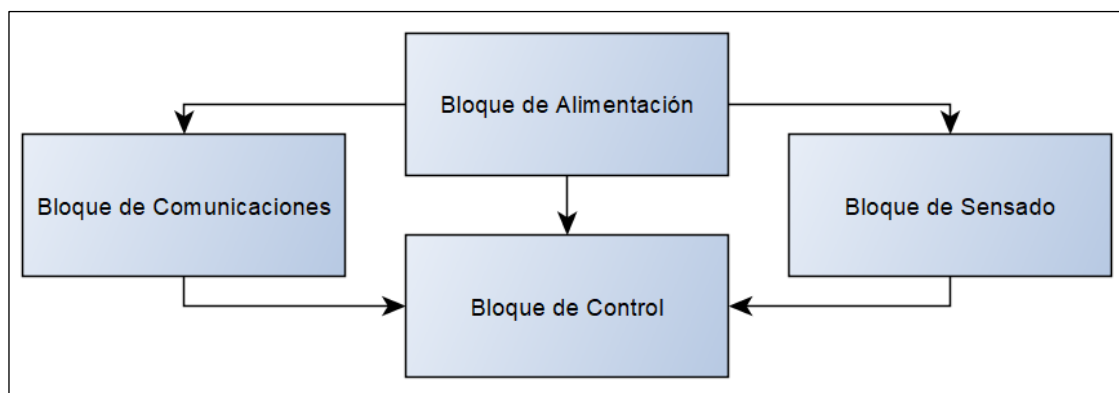 Bloque de Alimentación
Bloque de Comunicaciones
Bloque de Sensado
Bloque de Control